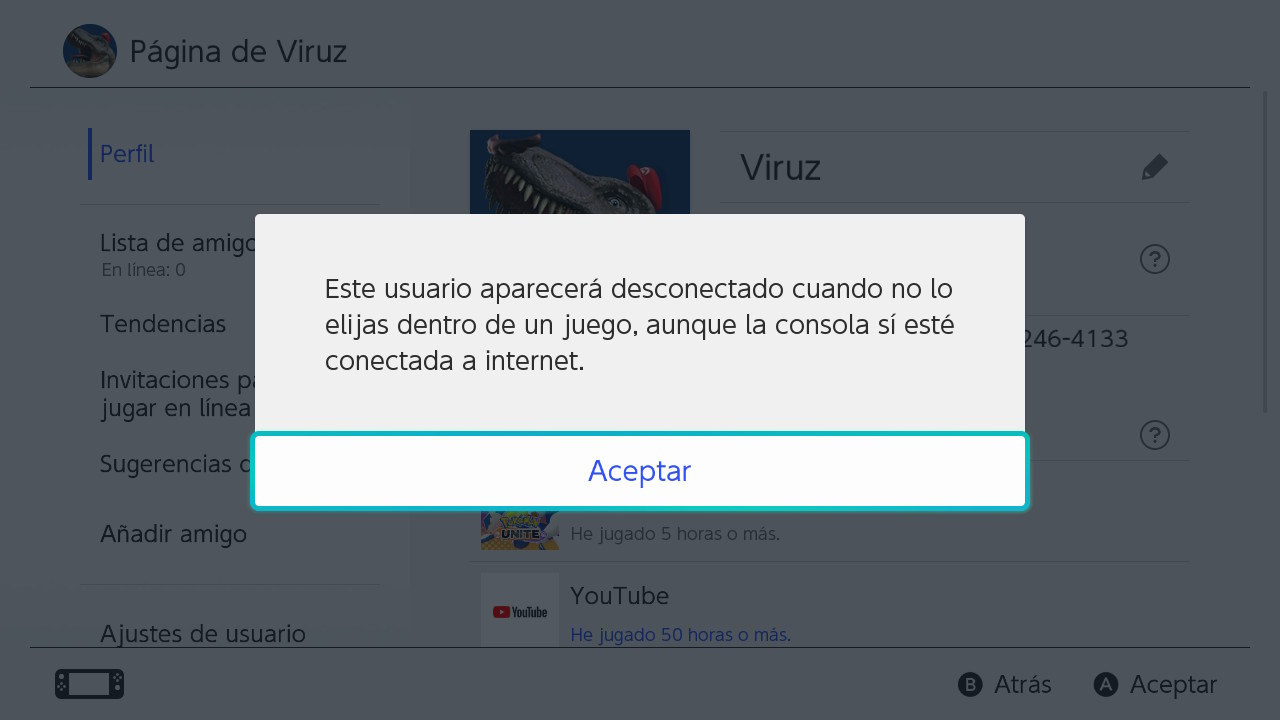 Página de Viruz
Perfil
Viruz
Lista de amigo
En línea: 0
Este usuario aparecerá desconectado cuando no lo
elijas dentro de un juego, aunque la consola sí esté
conectada a internet.
Aceptar
Tendencias
246-4133
Invitaciones pa
jugar en línea
Sugerencias d
Añadir amigo
POKÉMON
UNITE
He jugado 5 horas o más.
YouTube
YouTube
He jugado 50 horas o más.
Ajustes de usuario
B Atrás
A Aceptar